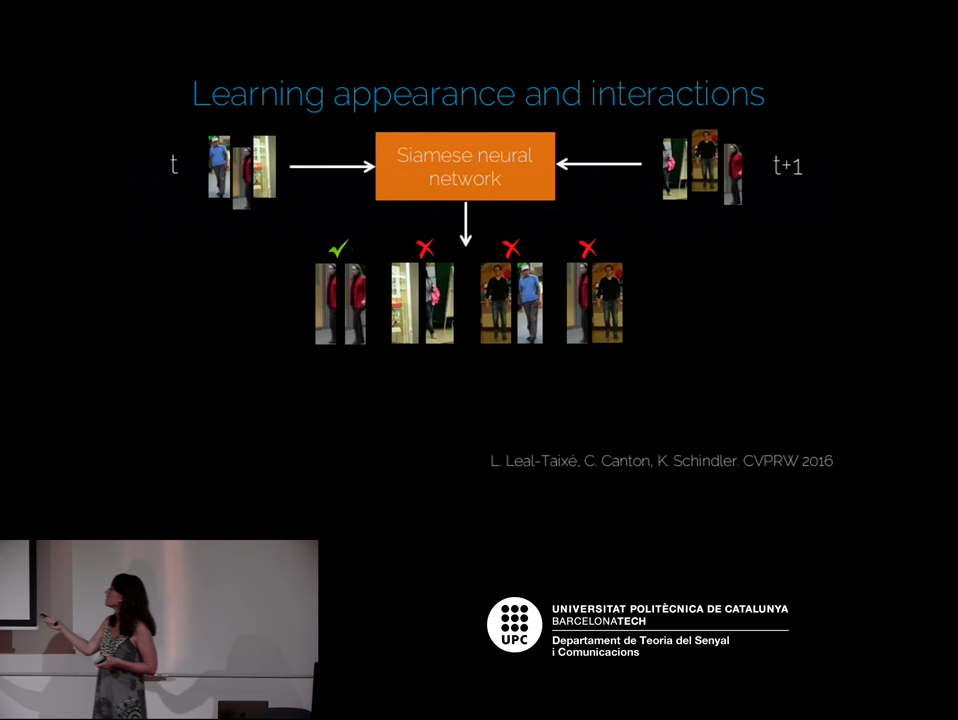 Learning appearance and interactions
t
Siamese neural
network
t+1
L. Leal-Taixé, C. Canton, K. Schindler. CVPRW 2016
UPC
UNIVERSITAT POLITÈCNICA DE CATALUNYA
BARCELONATECH
Departament de Teoria del Senyal
i Comunicacions